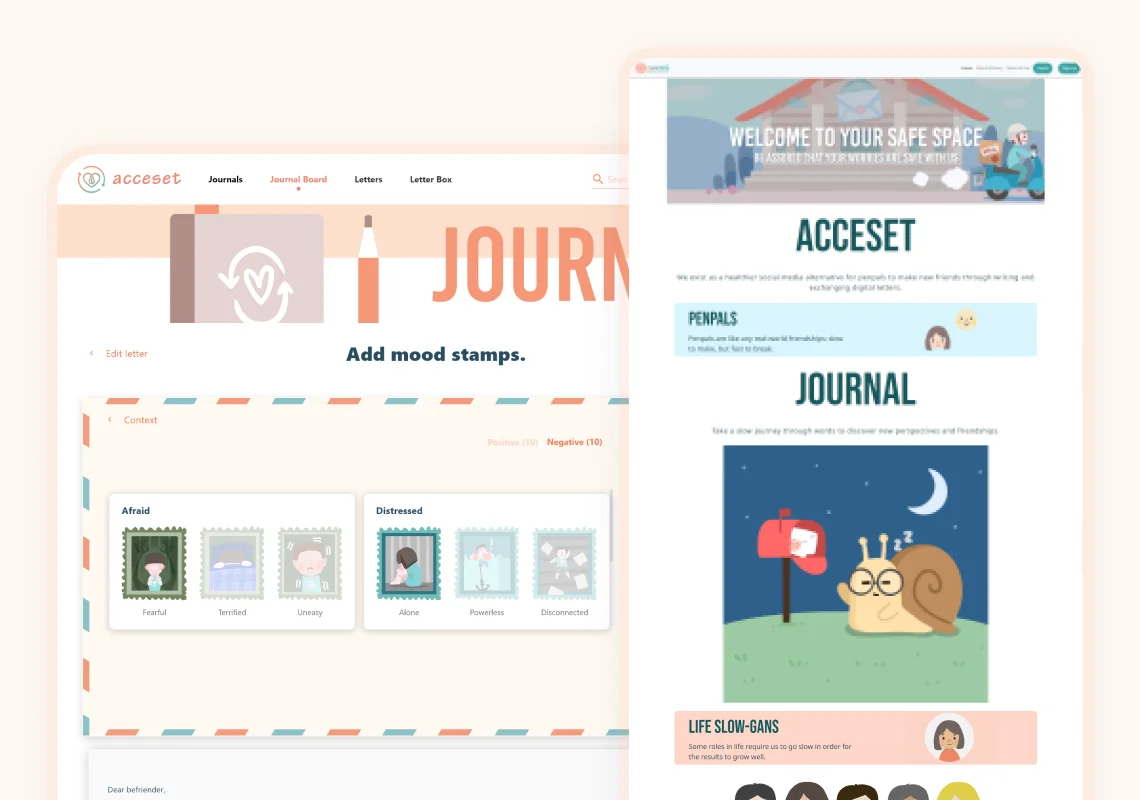 acceset
Journals
Journal Board
Letters
Letter Box
JOURN
Edit letter
Add mood stamps.
Context
Positive (10)
Negative (10)
Afraid
Fearful
Terrified
Uneasy
Distressed
Alone
Powerless
Disconnected
Dear befriender,
WELCOME TO YOUR SAFE SPACE
BE ASSURED THAT YOUR WORRIES ARE SAFE WITH US
ACCESET
We exist as a healthier social media alternative for penpals to make new friends through writing and
exchanging digital letters.
PENPALS
Penpals are like any real world friendships: slow
to make, but fast to break.
JOURNAL
Take a slow journey through words to discover new perspectives and friendships.
z z
LIFE SLOW-GANS
Some roles in life require us to go slow in order for
the results to grow well.